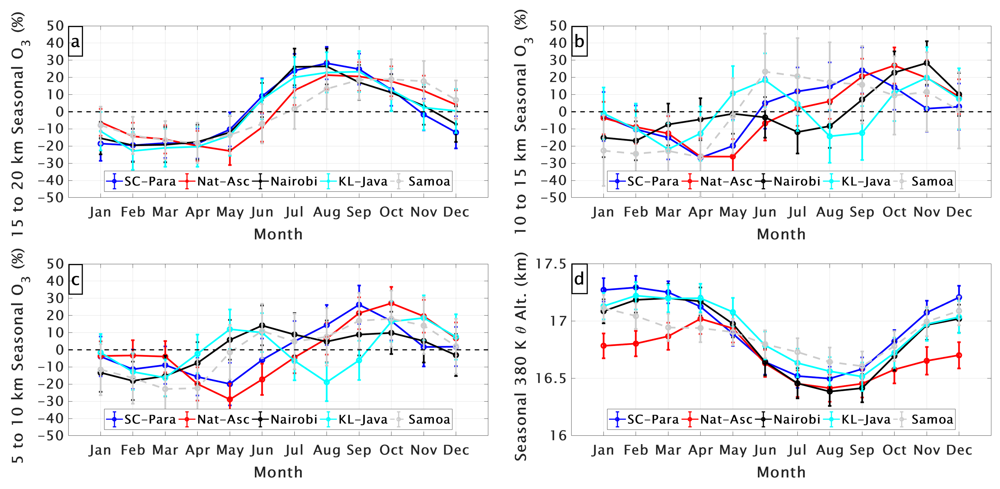 15 to 20 km Seasonal O3 (%)
a
50
40
30
20
10
0
−10
−20
−30
−40
−50
SC−Para Nat−Asc Nairobi KL−Java Samoa
Jan Feb Mar Apr May Jun Jul Aug Sep Oct Nov Dec
Month
10 to 15 km Seasonal O3 (%)
b
50
40
30
20
10
0
−10
−20
−30
−40
−50
SC−Para Nat−Asc Nairobi KL−Java Samoa
Jan Feb Mar Apr May Jun Jul Aug Sep Oct Nov Dec
Month
5 to 10 km Seasonal O3 (%)
c
50
40
30
20
10
0
−10
−20
−30
−40
−50
SC−Para Nat−Asc Nairobi KL−Java Samoa
Jan Feb Mar Apr May Jun Jul Aug Sep Oct Nov Dec
Month
Seasonal 380 K θ Alt. (km)
d
17.5
17
16.5
16
SC−Para Nat−Asc Nairobi KL−Java Samoa
Jan Feb Mar Apr May Jun Jul Aug Sep Oct Nov Dec
Month